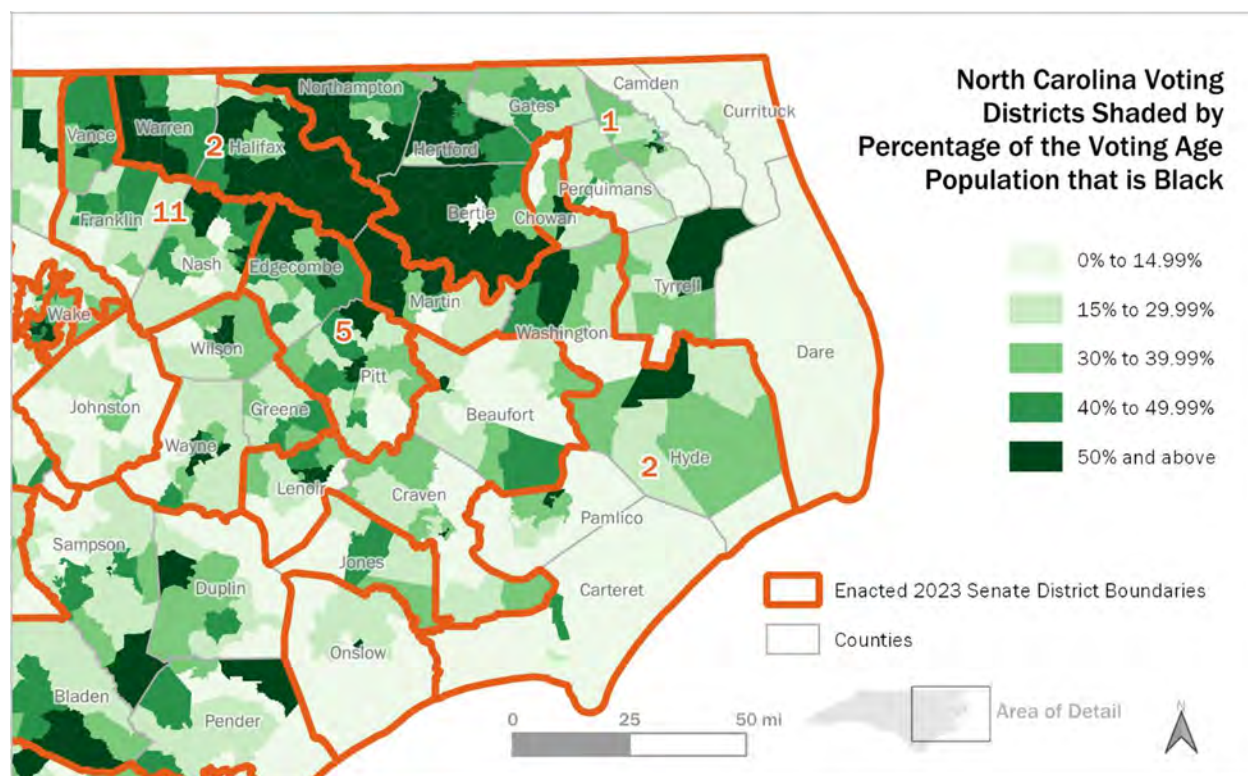 North Carolina Voting
Districts Shaded by
Percentage of the Voting Age
Population that is Black
0% to 14.99%
15% to 29.99%
30% to 39.99%
40% to 49.99%
50% and above
Enacted 2023 Senate District Boundaries
Counties
Area of Detail
N
0 25 50 mi
Northampton
Camden
Currituck
Gates
Vance
Warren
1
2
Halifax
Hertford
Perquimans
Franklin
11
Bertie
Chowan
Nash
Edgecombe
Tyrrell
Martin
Wake
Washington
5
Wilson
Dare
Pitt
Johnston
Greene
Beaufort
Wayne
2
Hyde
Lenoir
Craven
Pamlico
Sampson
Jones
Duplin
Carteret
Onslow
Bladen
Pender